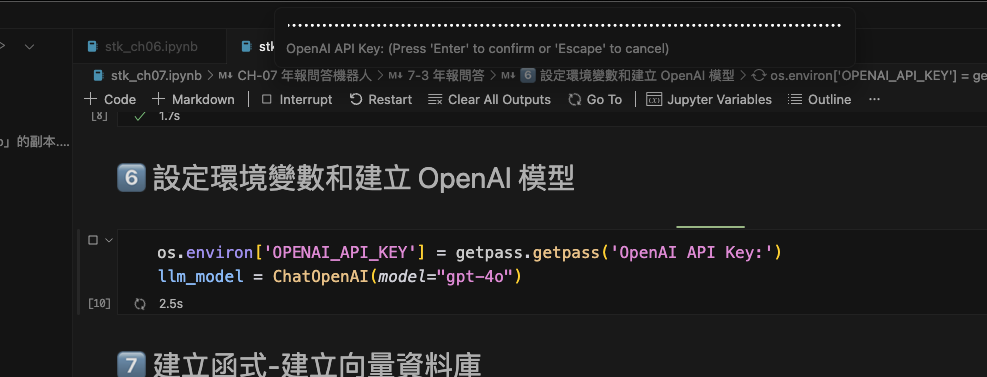 OpenAI API Key: (Press 'Enter' to confirm or 'Escape' to cancel)
stk_ch06.ipynb
stk
stk_ch07.ipynb > M↓ CH-07 年報問答機器人 > M↓ 7-3 年報問答 > M↓ 6 設定環境變數和建立 OpenAI 模型 > os.environ['OPENAI_API_KEY'] = ge
+ Code + Markdown Interrupt Restart Clear All Outputs Go To Jupyter Variables Outline ...
[8] ✓ 1.7s
」的副本....
6 設定環境變數和建立 OpenAI 模型
os.environ['OPENAI_API_KEY'] = getpass.getpass('OpenAI API Key:')
llm_model = ChatOpenAI(model="gpt-4o")
[10] 2.5s
7 建立函式-建立向量資料庫